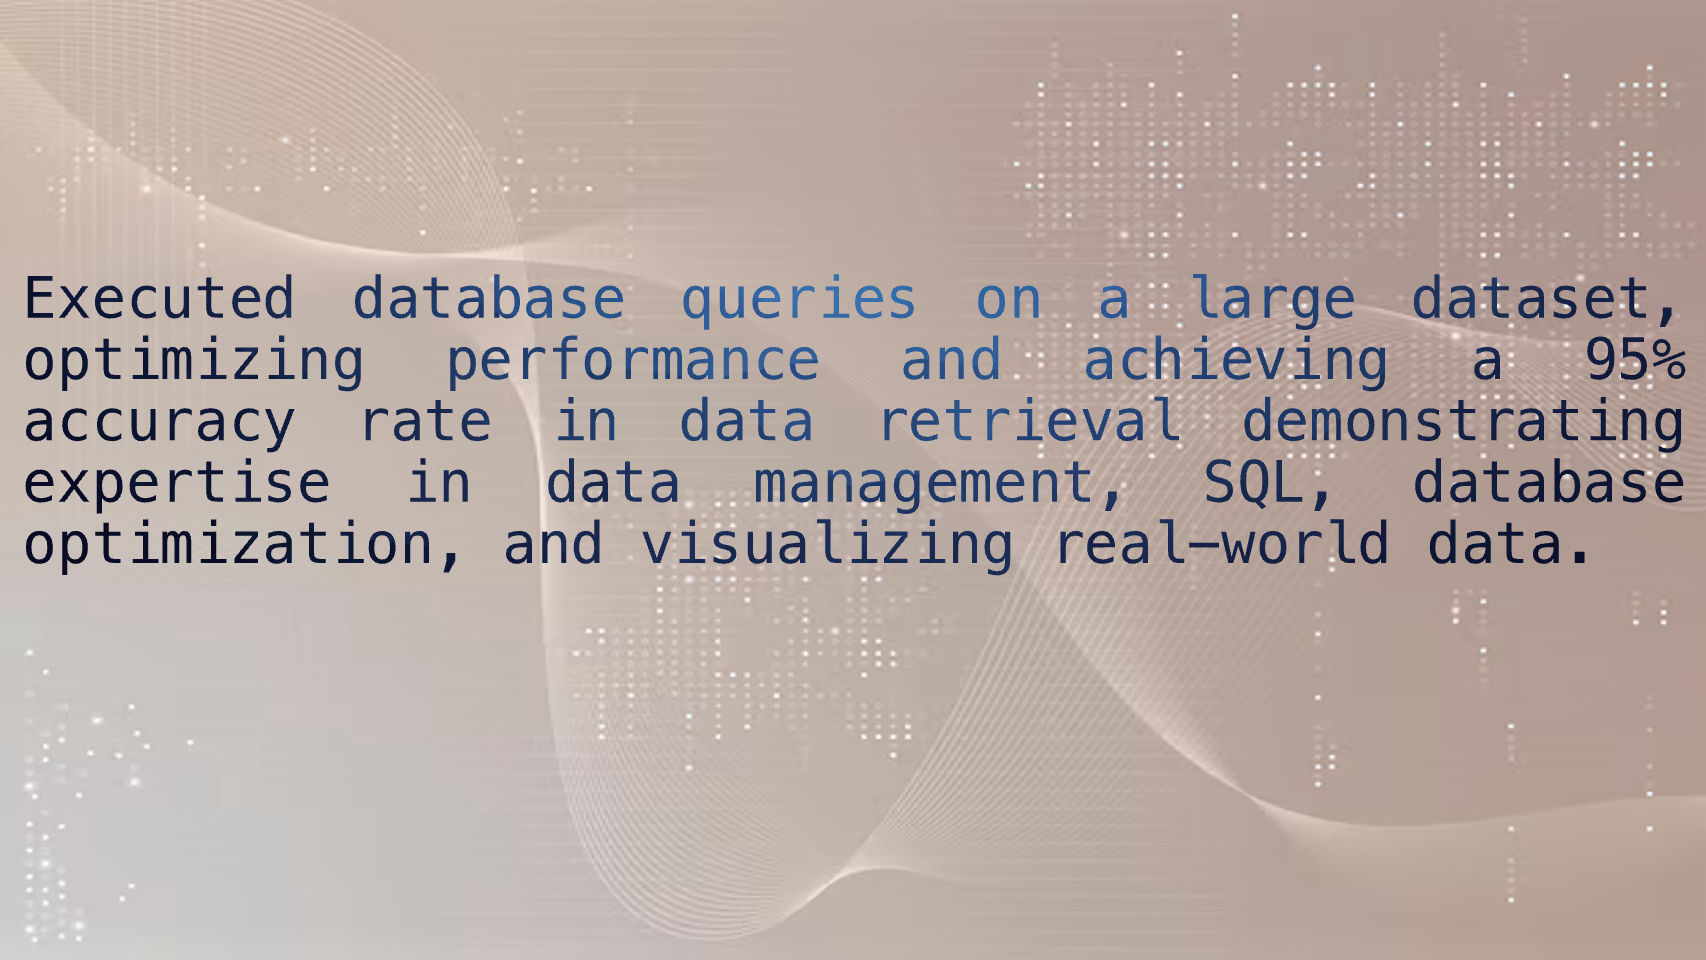 Executed database queries on a large dataset,
optimizing performance and achieving a 95%
accuracy rate in data retrieval demonstrating
expertise in data management, SQL, database
optimization, and visualizing real-world data.